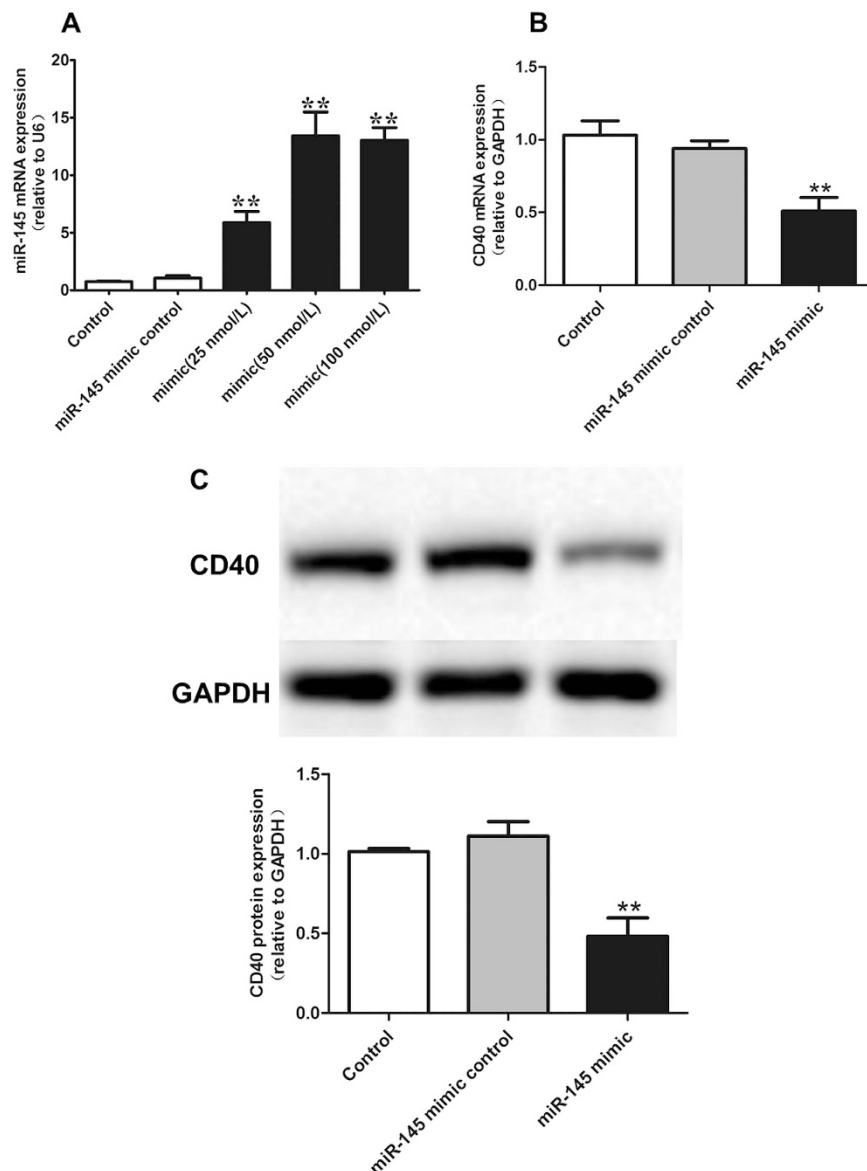 A
miR-145 mRNA expression
(relative to U6)
20
15
10
5
0
**
**
**
Control
miR-145 mimic control
mimic(25 nmol/L)
mimic(50 nmol/L)
mimic(100 nmol/L)
B
CD40 mRNA expression
(relative to GAPDH)
1.5
1.0
0.5
0.0
**
Control
miR-145 mimic control
miR-145 mimic
C
CD40
GAPDH
CD40 protein expression
(relative to GAPDH)
1.5
1.0
0.5
0.0
**
Control
miR-145 mimic control
miR-145 mimic